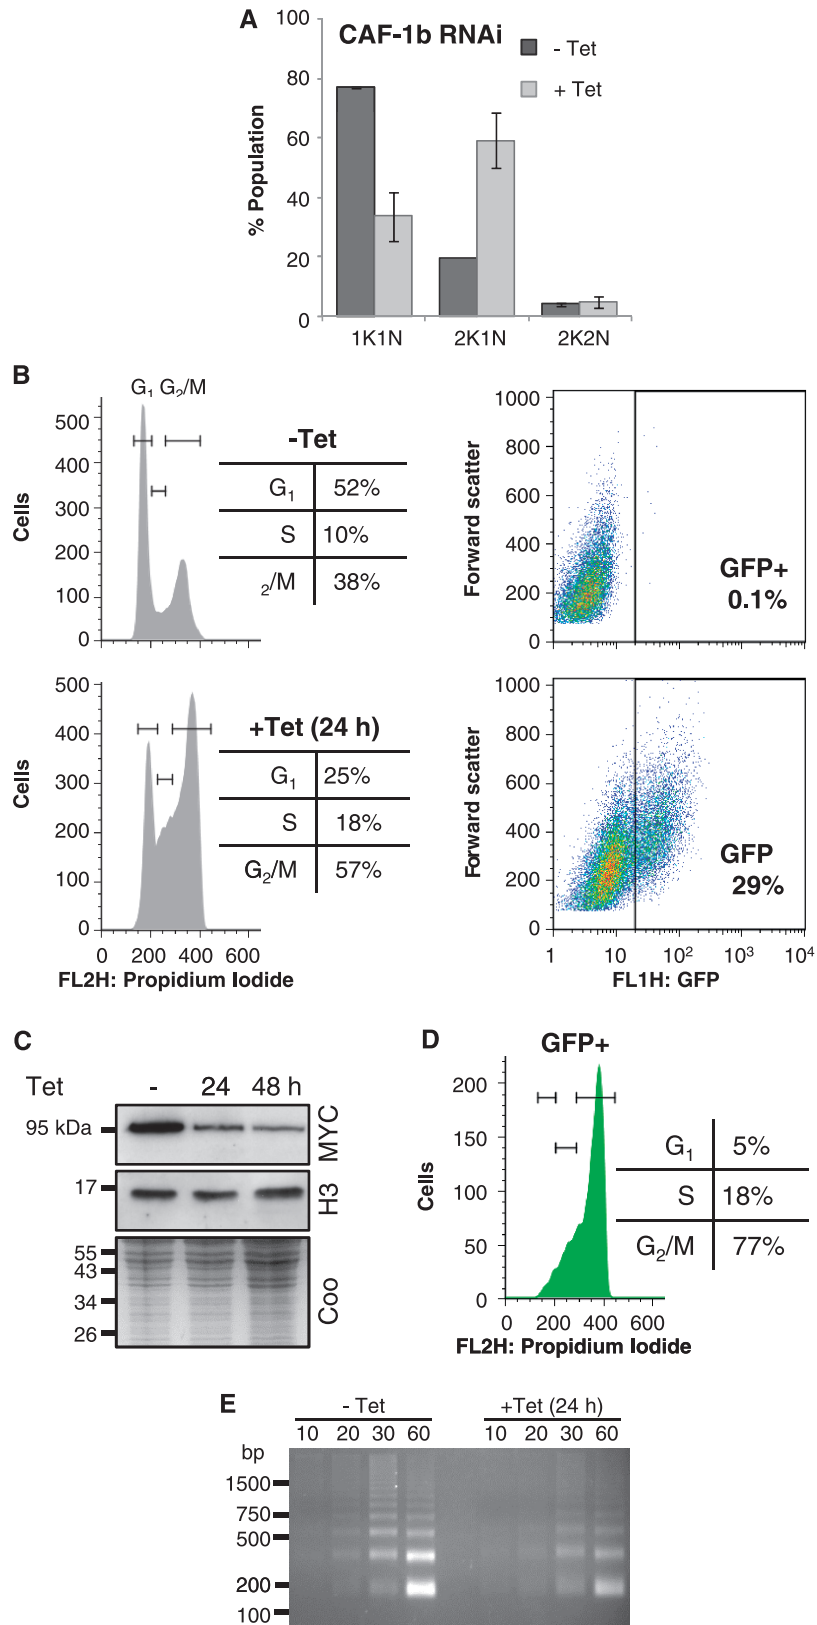 A
CAF-1b RNAi
- Tet
+ Tet
% Population
100
80
60
40
20
0
1K1N 2K1N 2K2N
B
G1 G2/M
Cells
500
400
300
200
100
0
-Tet
G1 52%
S 10%
2/M 38%
Forward scatter
1000
800
600
400
200
0
GFP+
0.1%
Cells
500
400
300
200
100
0
0 200 400 600
FL2H: Propidium Iodide
+Tet (24 h)
G1 25%
S 18%
G2/M 57%
Forward scatter
1000
800
600
400
200
0
GFP
29%
1 10 10² 10³ 10⁴
FL1H: GFP
C
Tet - 24 48 h
95 kDa
MYC
17
H3
55
43
34
26
Coo
D
GFP+
Cells
200
150
100
50
0
0 200 400 600
FL2H: Propidium Iodide
G1 5%
S 18%
G2/M 77%
E
- Tet +Tet (24 h)
10 20 30 60 10 20 30 60
bp
1500
750
500
200
100